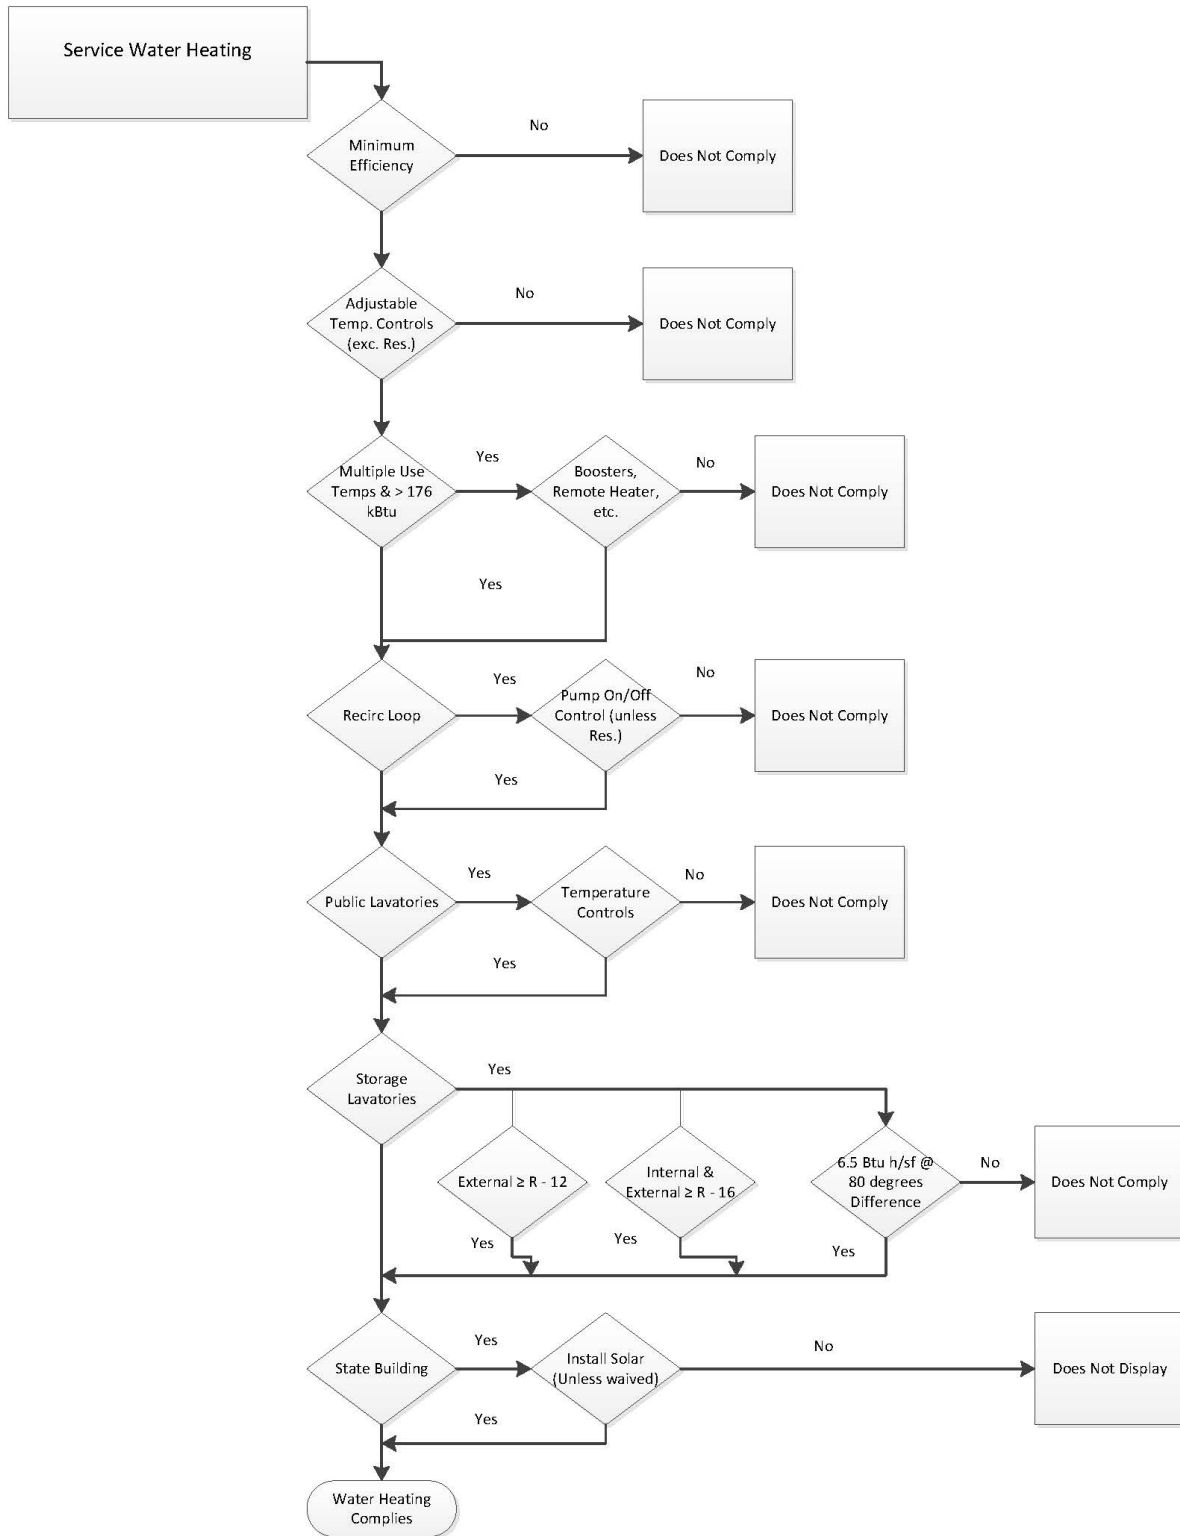 Service Water Heating
Minimum
Efficiency
No
Does Not Comply
Adjustable
Temp. Controls
(exc. Res.)
No
Does Not Comply
Multiple Use
Temps & > 176
kBtu
Yes
Boosters,
Remote Heater,
etc.
No
Does Not Comply
Yes
Recirc Loop
Yes
Pump On/Off
Control (unless
Res.)
No
Does Not Comply
Yes
Public Lavatories
Yes
Temperature
Controls
No
Does Not Comply
Yes
Storage
Lavatories
Yes
External ≥ R - 12
Internal &
External ≥ R - 16
6.5 Btu h/sf @
80 degrees
Difference
No
Does Not Comply
Yes
Yes
Yes
State Building
Yes
Install Solar
(Unless waived)
No
Does Not Display
Yes
Water Heating
Complies